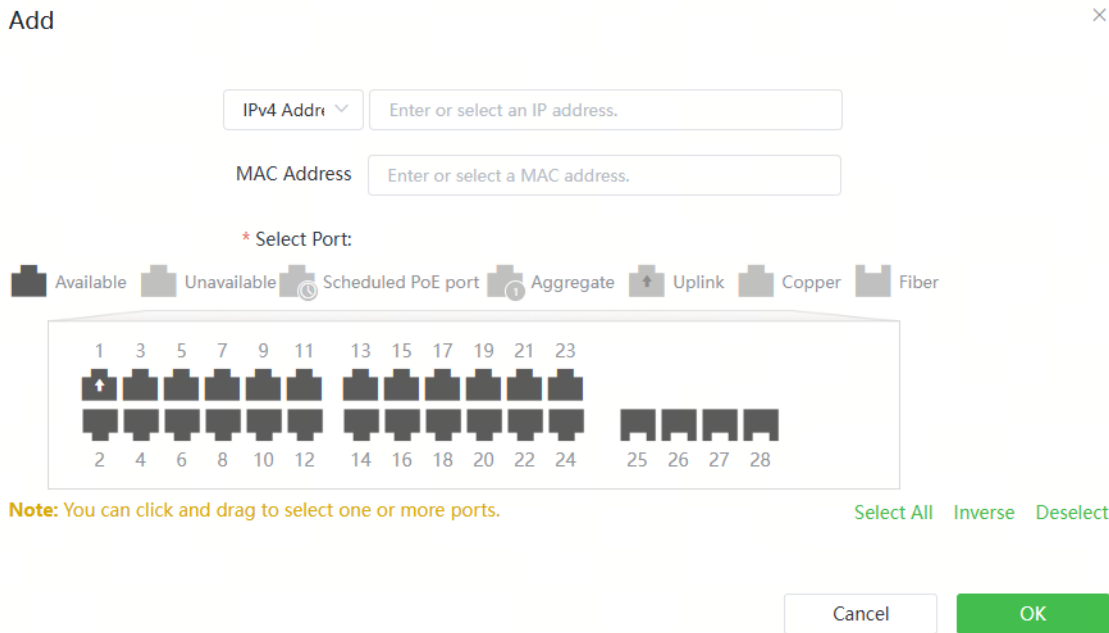 Add
IPv4 Addre
Enter or select an IP address.
MAC Address
Enter or select a MAC address.
* Select Port:
Available Unavailable Scheduled PoE port 1 Aggregate Uplink Copper Fiber
1 3 5 7 9 11 13 15 17 19 21 23
2 4 6 8 10 12 14 16 18 20 22 24 25 26 27 28
Note: You can click and drag to select one or more ports.
Select All Inverse Deselect
Cancel OK